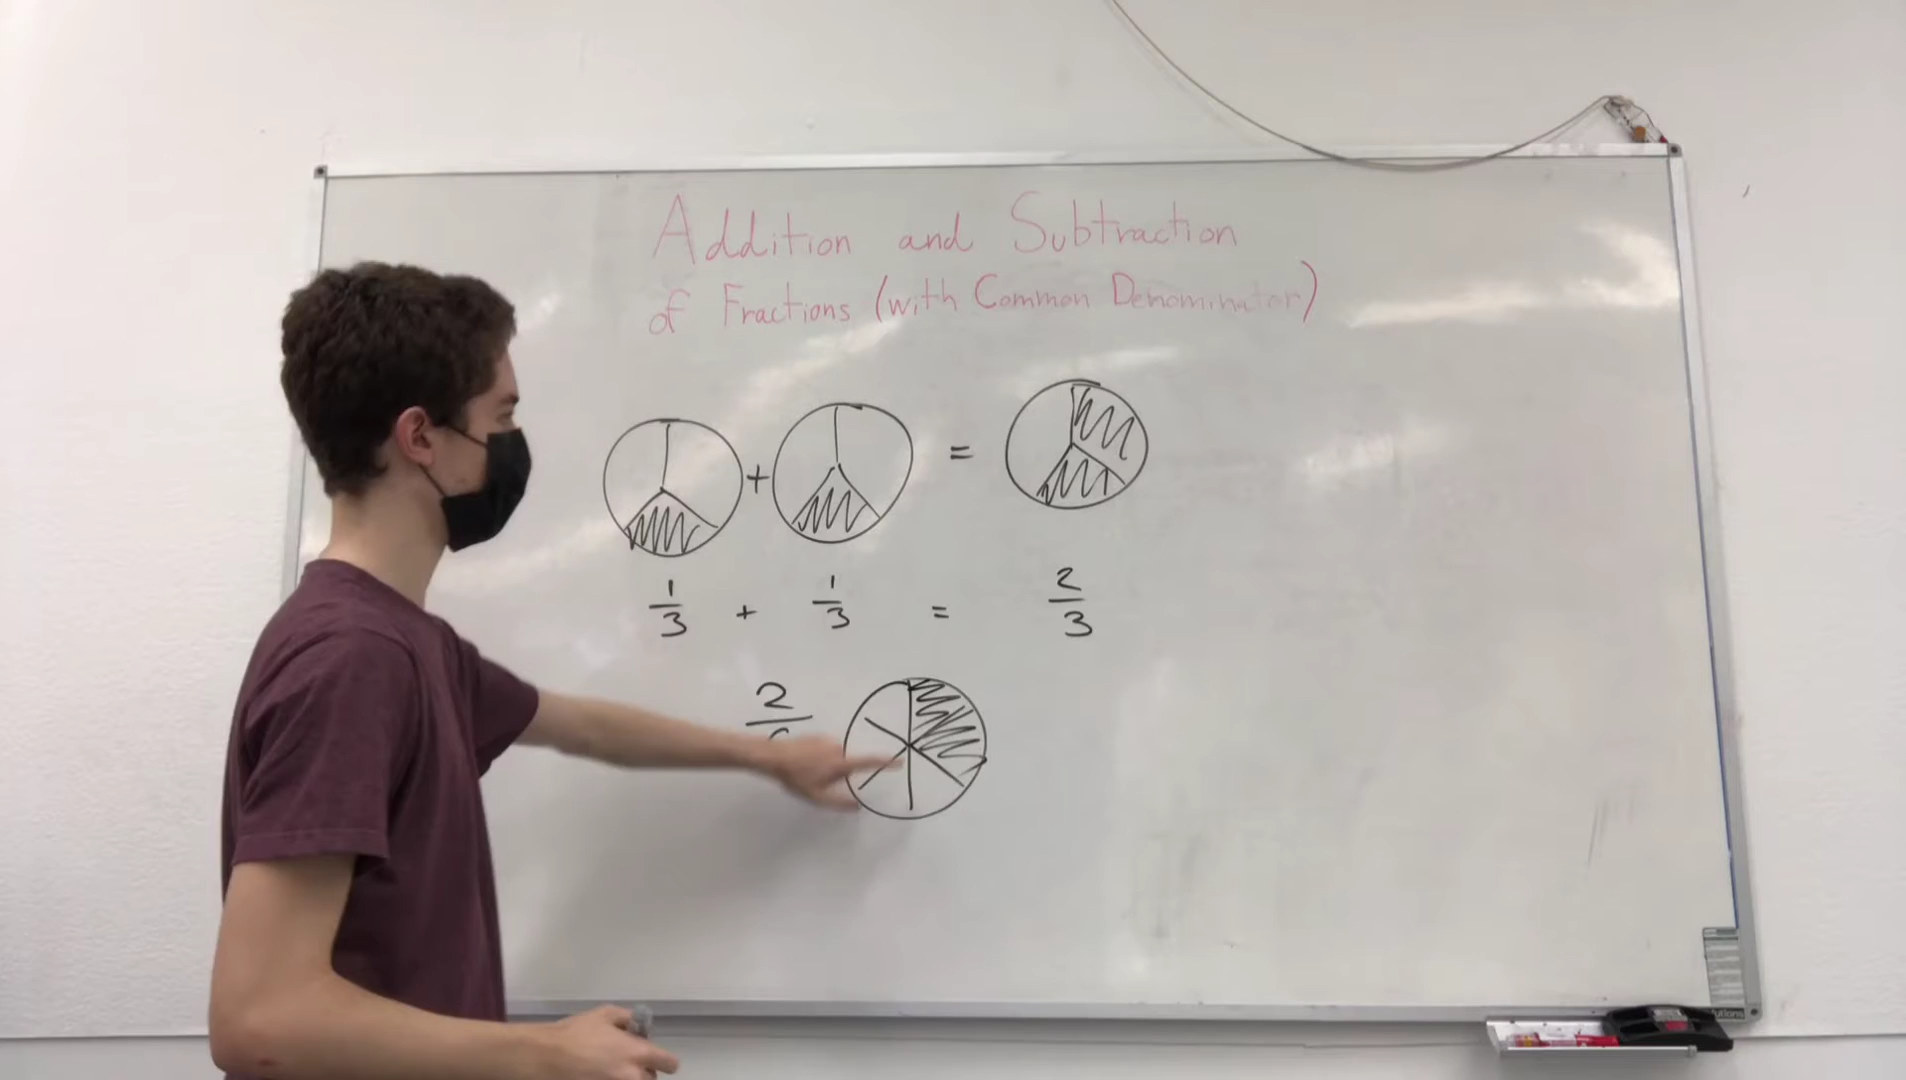 Addition and Subtraction
of Fractions (with Common Denominator)
+ =
1/3 + 1/3 = 2/3
2